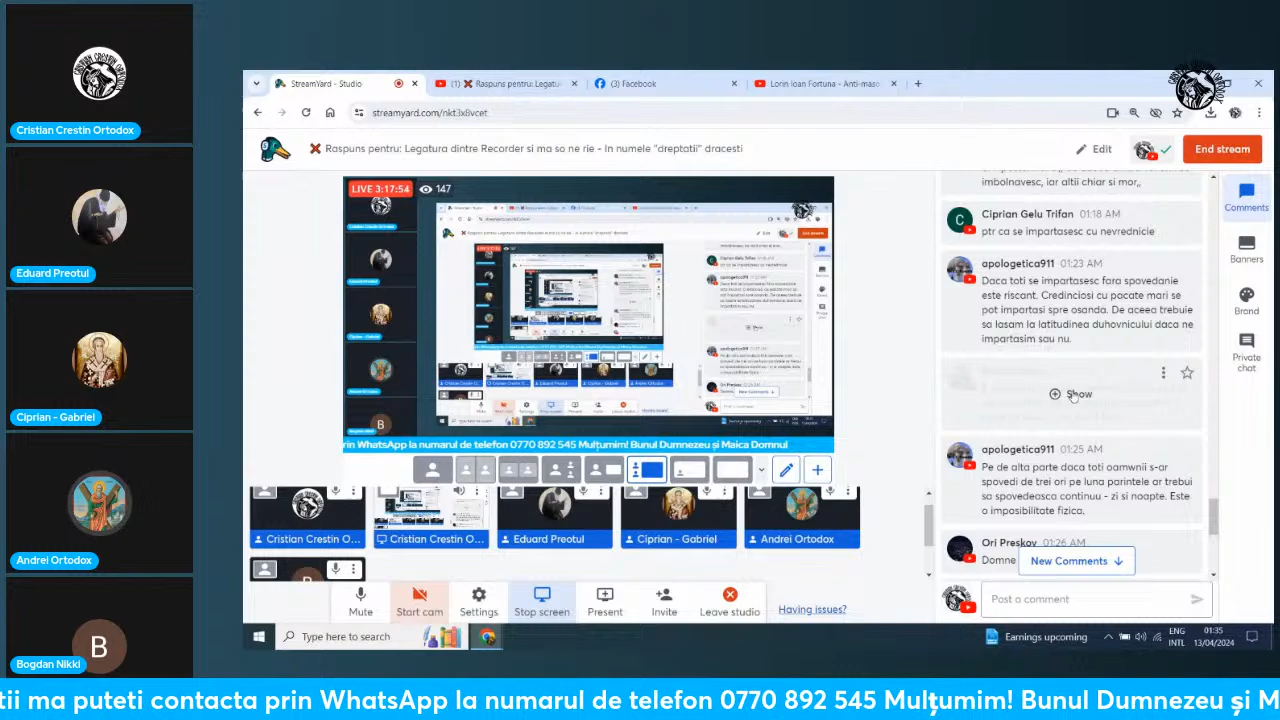 Cristian Crestin Ortodox
Eduard Preotul
Ciprian - Gabriel
Andrei Ortodox
B
Bogdan Nikki
StreamYard - Studio
(1) ❌ Raspuns pentru: Legatu
(3) Facebook
Lorin Ioan Fortuna - Anti-maso
streamyard.com/nkt3x8vcet
❌ Raspuns pentru: Legatura dintre Recorder si ma so ne rie - In numele "dreptatii" dracesti
Edit
End stream
LIVE 3:17:54
147
rin WhatsApp la numarul de telefon 0770 892 545 Mulțumim! Bunul Dumnezeu și Maica Domnul
Cristian Crestin O...
Cristian Crestin O...
Eduard Preotul
Ciprian - Gabriel
Andrei Ortodox
Mute
Start cam
Settings
Stop screen
Present
Invite
Leave studio
Having issues?
imbolnavesc, iar altii chiar si mor,,
C
Ciprian Gelu Trifan 01:18 AM
ptr ca se impartasesc cu nevrednicie
apologetica911 01:23 AM
Daca toti se impartasesc fara spovedanie
este riscant. Credinciosi cu pacate mari se
pot impartasi spre osanda. De aceea trebuie
sa lasam la latitudinea duhovnicului daca ne
impartasim sau nu.
Show
apologetica911 01:25 AM
Pe de alta parte daca toti oamwnii s-ar
spovedi de trei ori pe luna parintele ar trebui
sa spovedeasca continu - zi si noapte. Este
o imposibilitate fizica.
Ori Preskov 01:26 AM
Domne
New Comments
Post a comment
Comments
Banners
Brand
Private
chat
Type here to search
Earnings upcoming
ENG
INTL
01:35
13/04/2024
tii ma puteti contacta prin WhatsApp la numarul de telefon 0770 892 545 Mulțumim! Bunul Dumnezeu și M